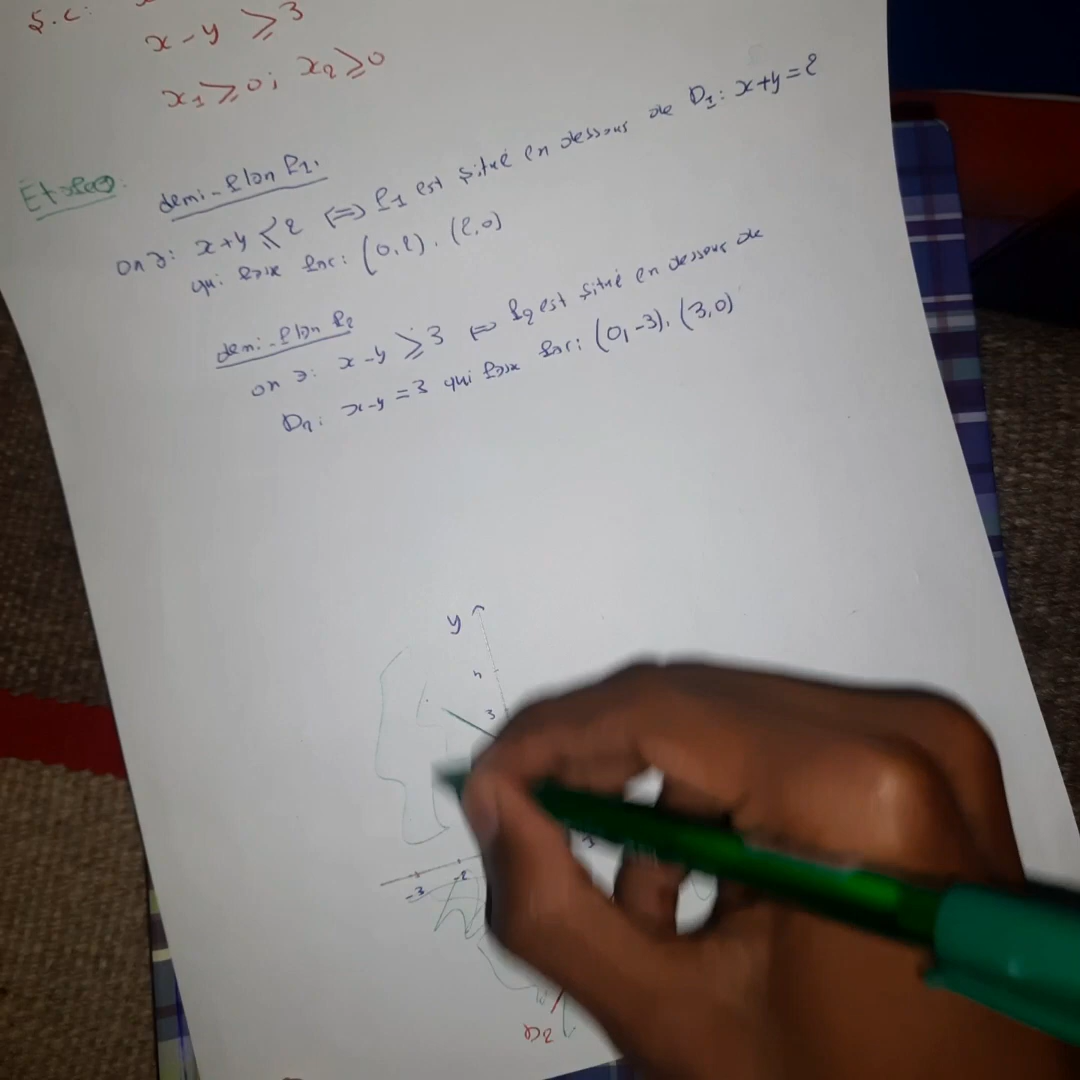 S.C:
x - y ≥ 3
x₁ ≥ 0; x₂ ≥ 0
Etape
demi-plan P1.
on a: x+y ≤ 2 ⟺ P1 est situé en dessous de D1: x+y=2
qui passe par: (0,2), (2,0)
demi-plan P2
on a: x-y ≥ 3 ⟺ P2 est situé en dessous de
D2: x-y = 3 qui passe par: (0,-3), (3,0)
y
4
3
-3 -2
D2